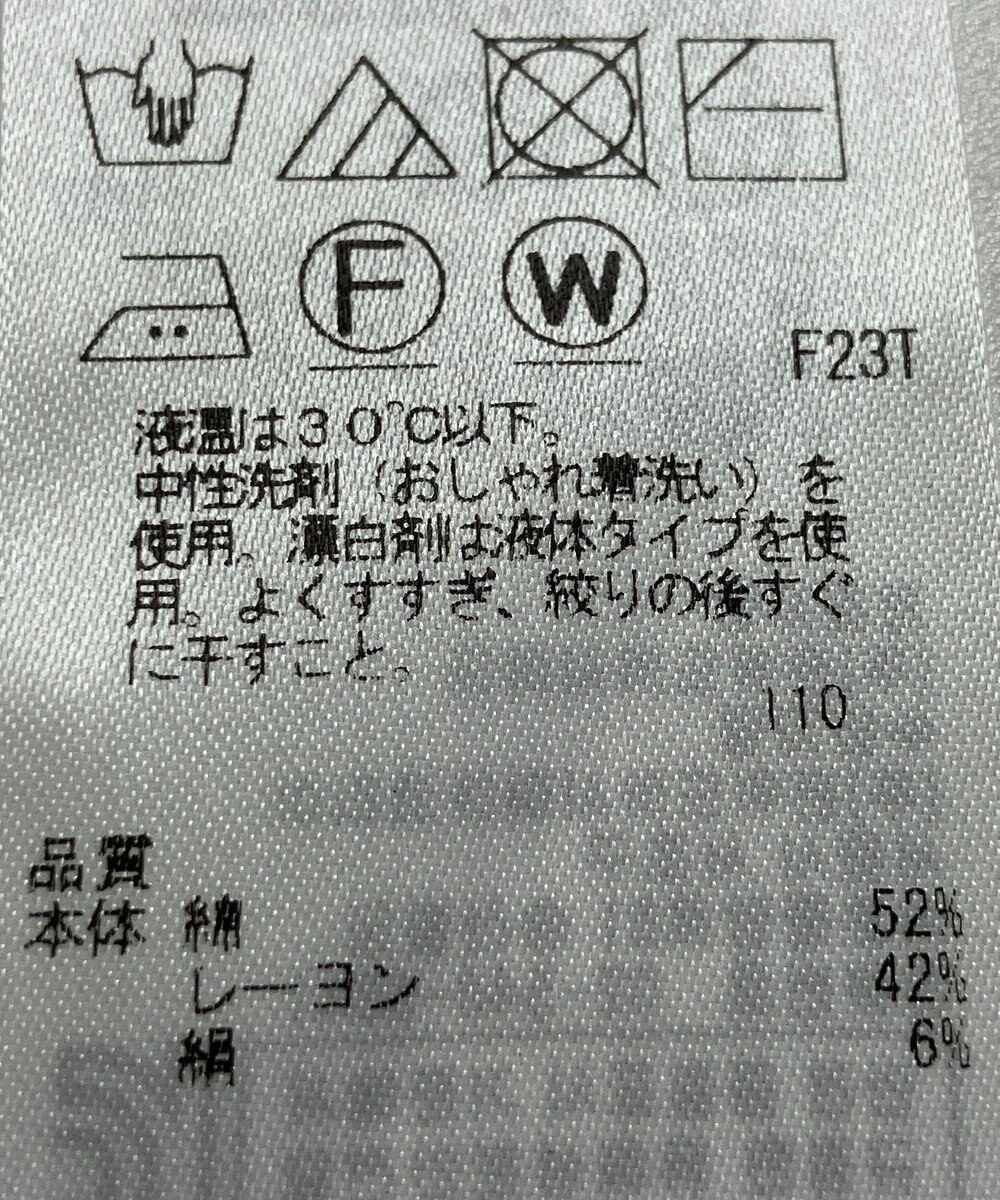 F W
F23T
液温は30℃以下。
中性洗剤（おしゃれ着洗い）を
使用。漂白剤は液体タイプを使
用。よくすすぎ、絞りの後すぐ
に干すこと。
110
品質
本体 綿 52%
レーヨン 42%
絹 6%